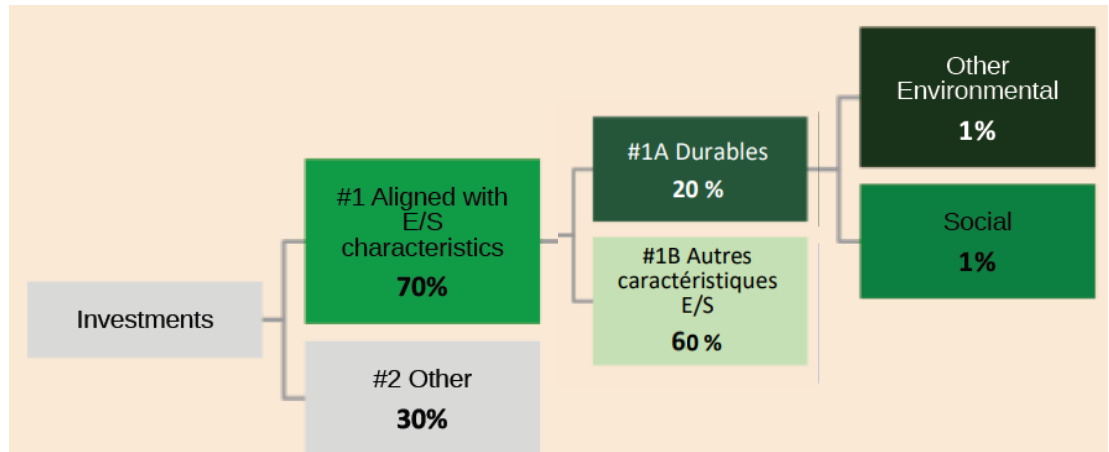 Investments
#1 Aligned with
E/S
characteristics
70%
#2 Other
30%
#1A Durables
20 %
#1B Autres
caractéristiques
E/S
60 %
Other
Environmental
1%
Social
1%